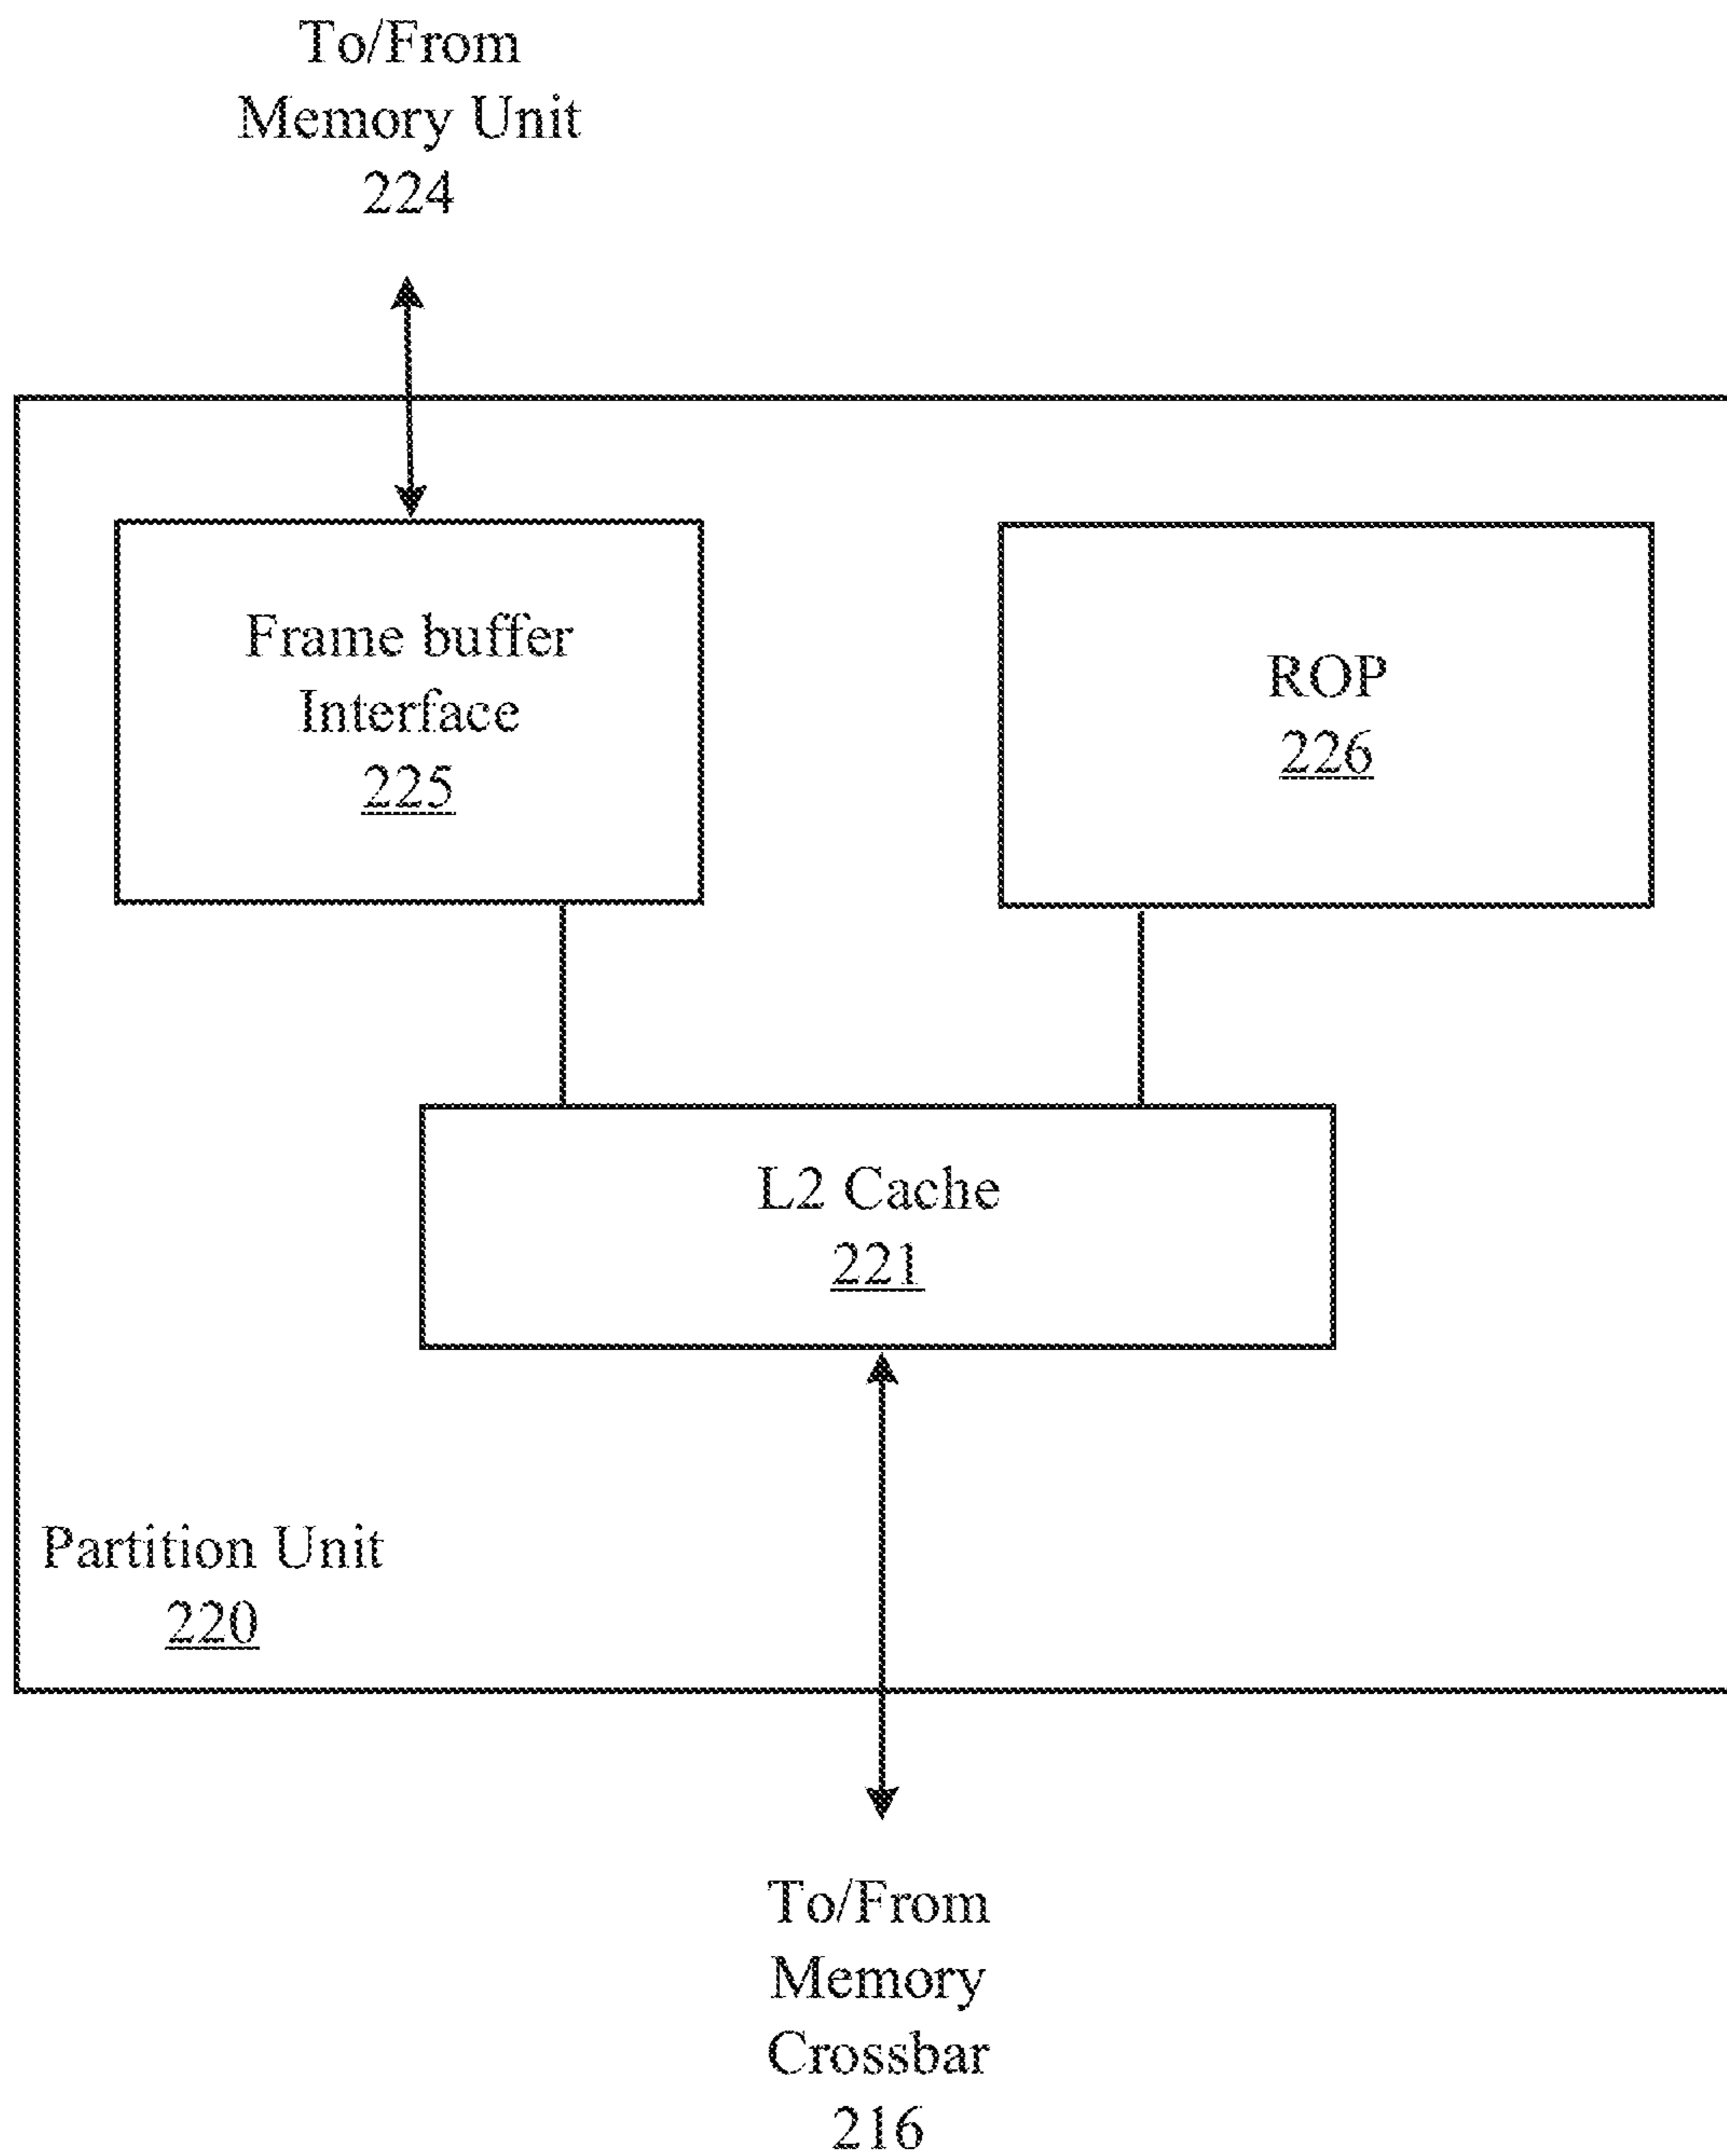 To/From
Memory Unit
224
Frame buffer
Interface
225
ROP
226
L2 Cache
221
Partition Unit
220
To/From
Memory
Crossbar
216